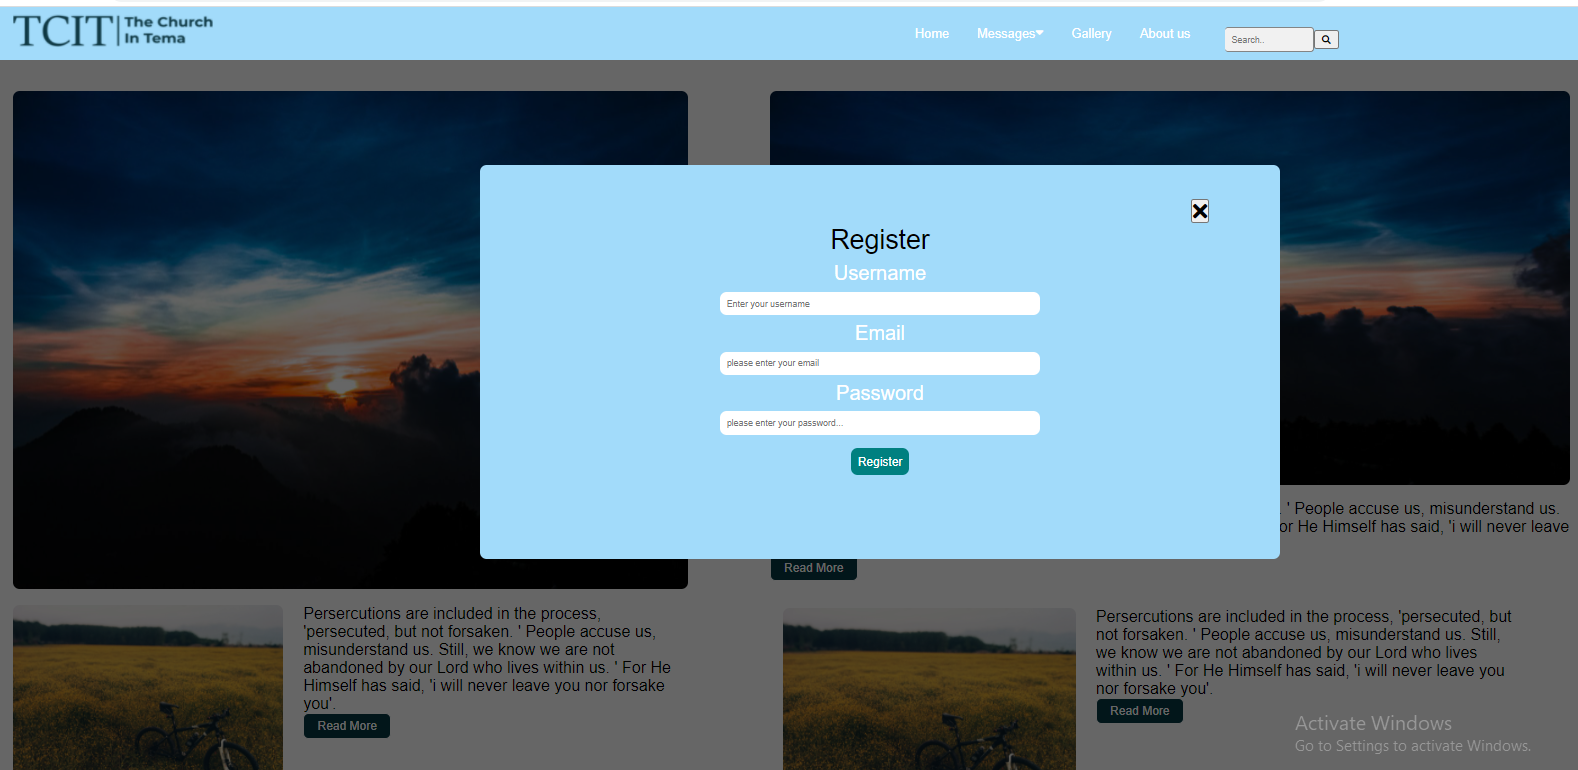 TCIT
The Church
In Tema
Home
Messages
Gallery
About us
Search..
Register
Username
Enter your username
Email
please enter your email
Password
please enter your password...
Register
. ' People accuse us, misunderstand us.
or He Himself has said, 'i will never leave
Read More
Persercutions are included in the process,
'persecuted, but not forsaken. ' People accuse us,
misunderstand us. Still, we know we are not
abandoned by our Lord who lives within us. ' For He
Himself has said, 'i will never leave you nor forsake
you'.
Read More
Persercutions are included in the process, 'persecuted, but
not forsaken. ' People accuse us, misunderstand us. Still,
we know we are not abandoned by our Lord who lives
within us. ' For He Himself has said, 'i will never leave you
nor forsake you'.
Read More
Activate Windows
Go to Settings to activate Windows.